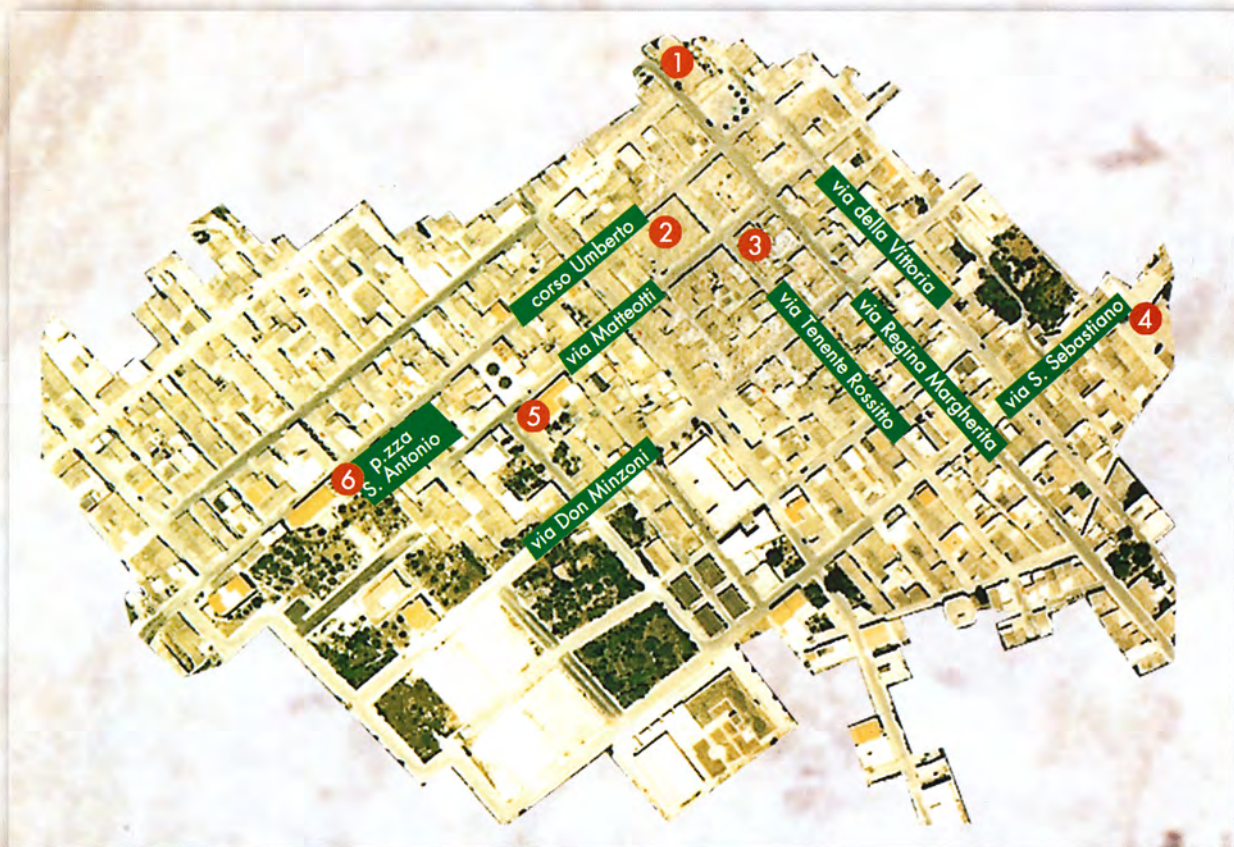 1
corso Umberto
2
3
via della Vittoria
via Matteotti
via Tenente Rossitto
via Regina Margherita
via S. Sebastiano
4
5
p.zza
S. Antonio
6
via Don Minzoni